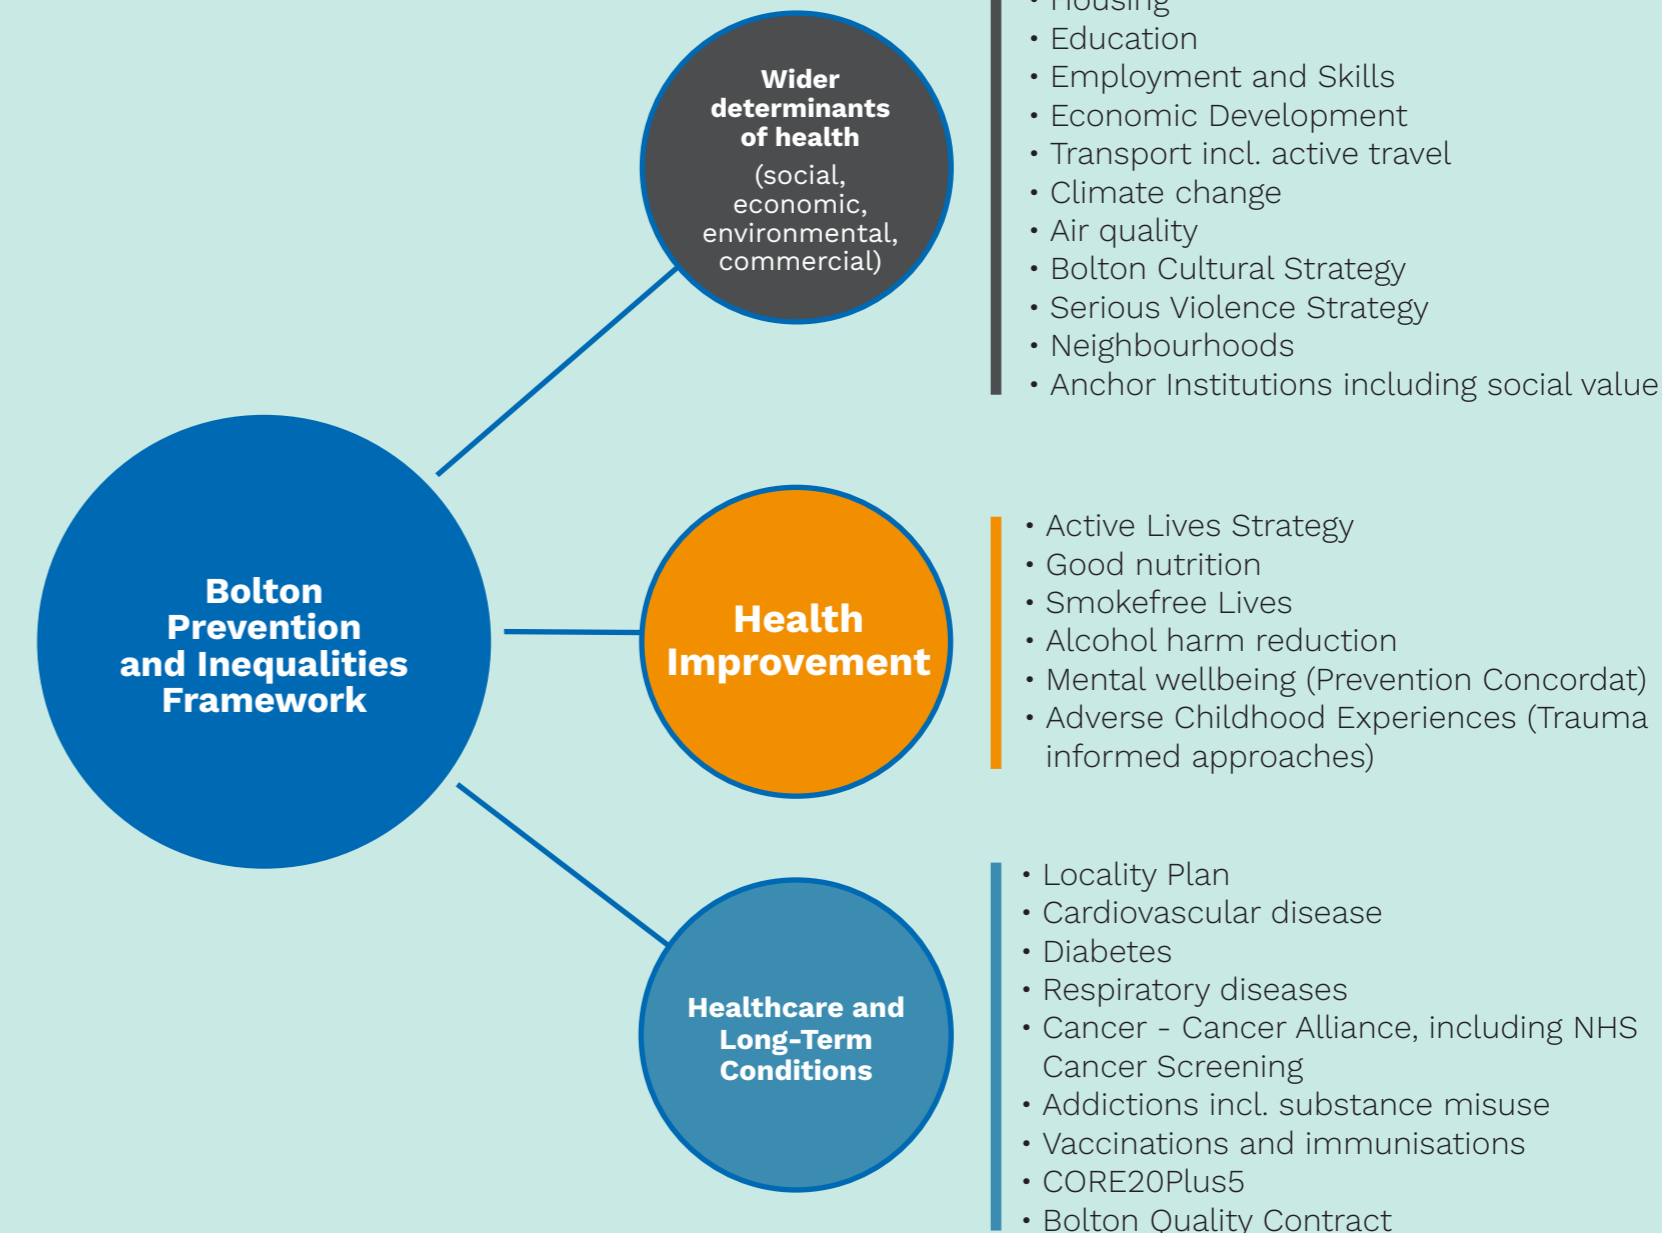 • Housing
• Education
• Employment and Skills
• Economic Development
• Transport incl. active travel
• Climate change
• Air quality
• Bolton Cultural Strategy
• Serious Violence Strategy
• Neighbourhoods
• Anchor Institutions including social value
Wider
determinants
of health
(social,
economic,
environmental,
commercial)
Bolton
Prevention
and Inequalities
Framework
Health
Improvement
• Active Lives Strategy
• Good nutrition
• Smokefree Lives
• Alcohol harm reduction
• Mental wellbeing (Prevention Concordat)
• Adverse Childhood Experiences (Trauma
informed approaches)
Healthcare and
Long-Term
Conditions
• Locality Plan
• Cardiovascular disease
• Diabetes
• Respiratory diseases
• Cancer - Cancer Alliance, including NHS
Cancer Screening
• Addictions incl. substance misuse
• Vaccinations and immunisations
• CORE20Plus5
• Bolton Quality Contract